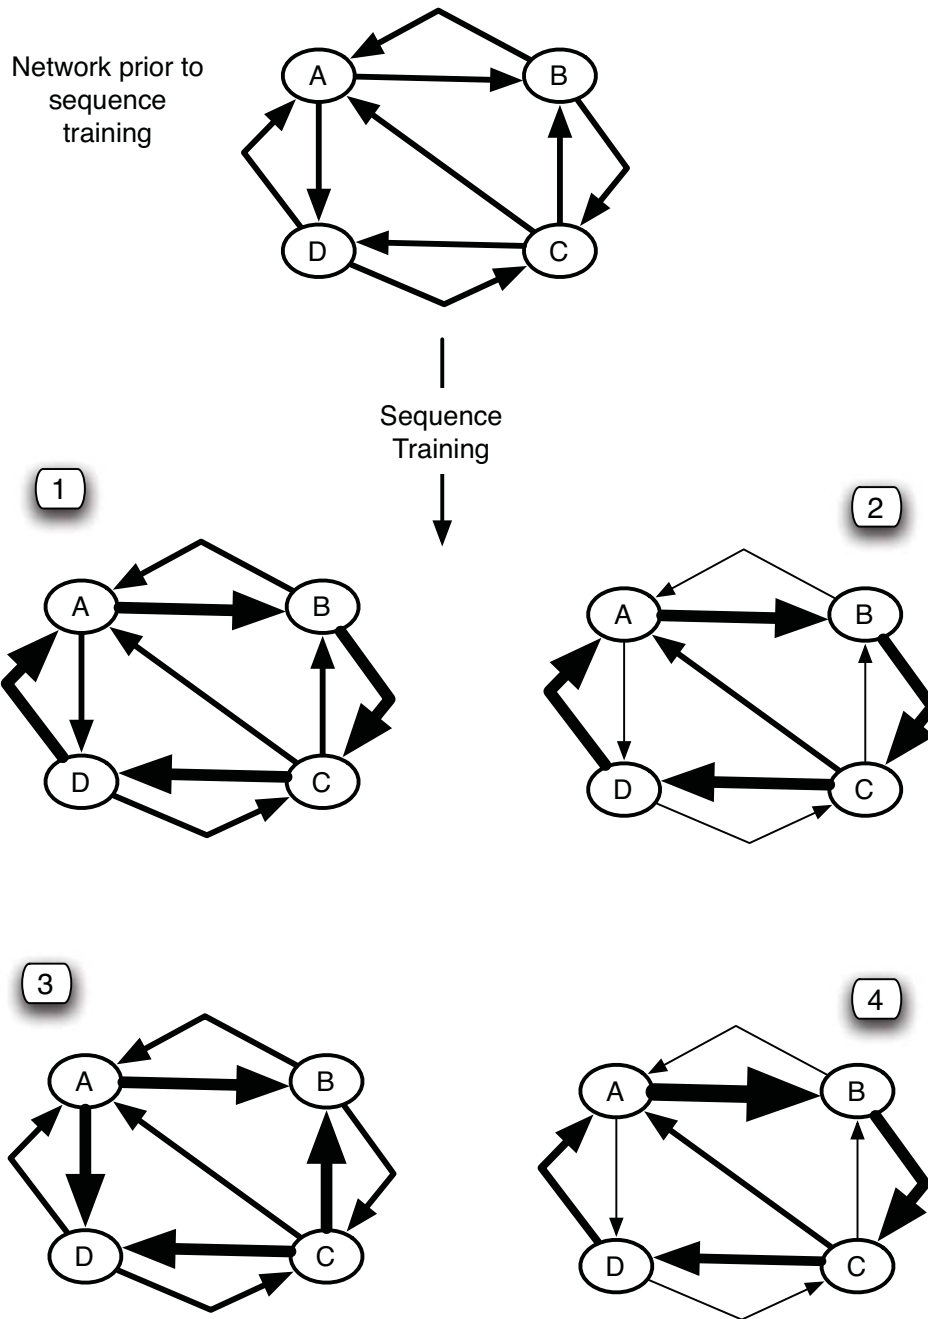 Network prior to
sequence
training
A
B
D
C
Sequence
Training
1
2
A
B
D
C
A
B
D
C
3
4
A
B
D
C
A
B
D
C